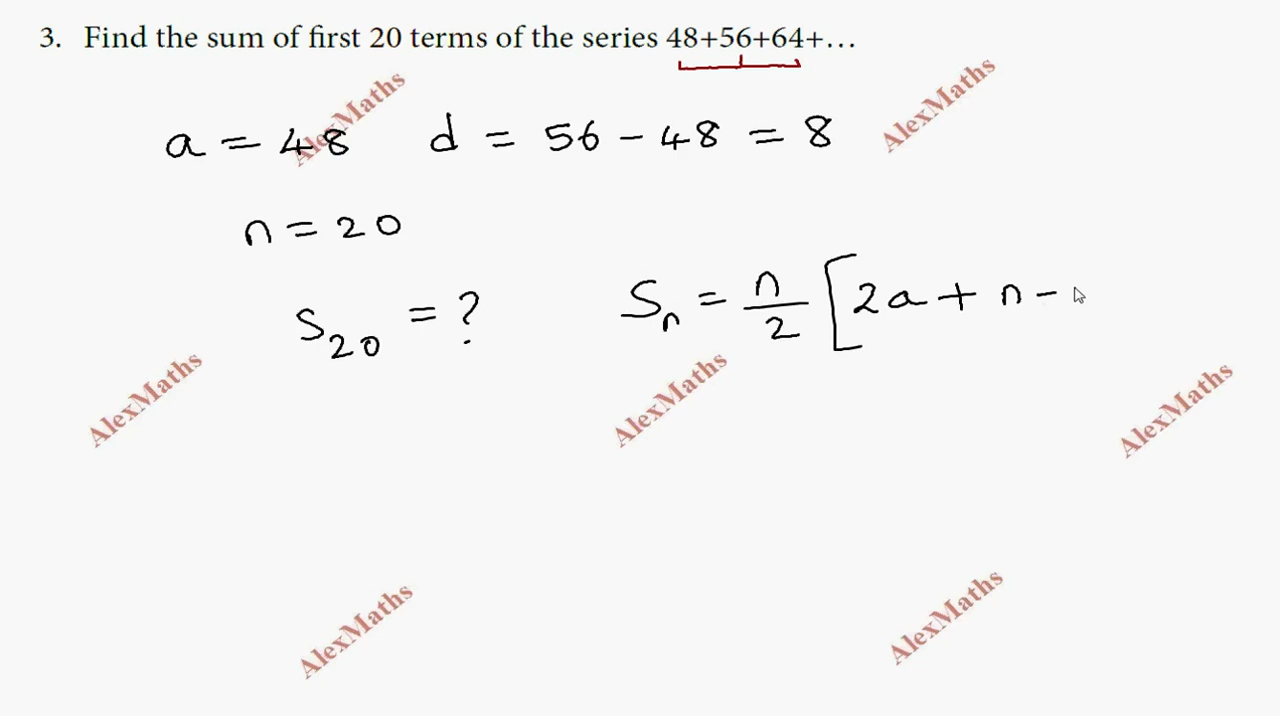 3. Find the sum of first 20 terms of the series 48+56+64+...
AlexMaths
AlexMaths
a = 48 d = 56 - 48 = 8
n = 20
S20 = ? Sn = n/2 [2a + n -
AlexMaths
AlexMaths
AlexMaths
AlexMaths
AlexMaths